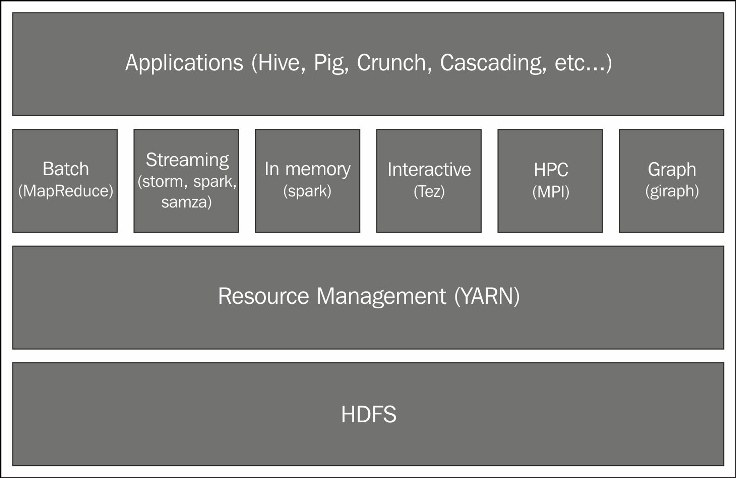 Applications (Hive, Pig, Crunch, Cascading, etc...)
Batch
(MapReduce)
Streaming
(storm, spark,
samza)
In memory
(spark)
Interactive
(Tez)
HPC
(MPI)
Graph
(giraph)
Resource Management (YARN)
HDFS